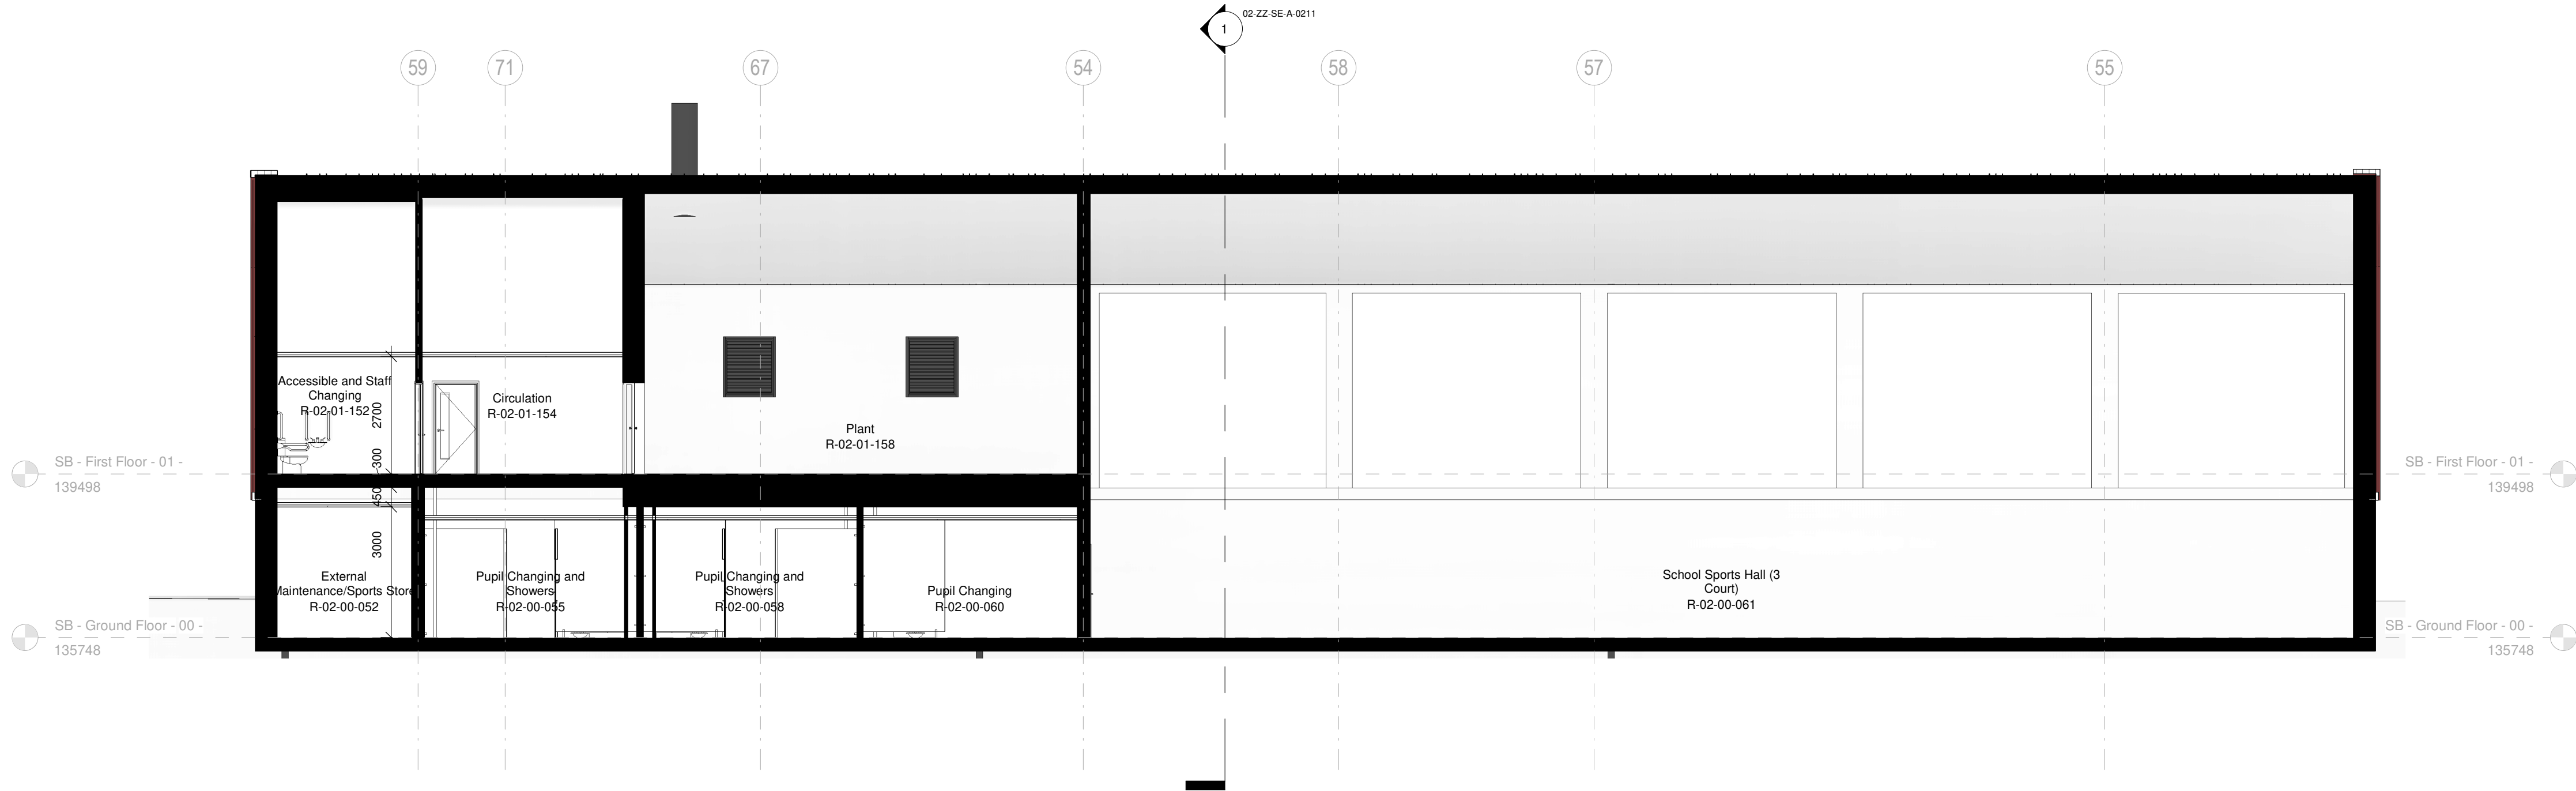 02-ZZ-SE-A-0211
1
59
71
67
54
58
57
55
Accessible and Staff
Changing
R-02-01-152
2700
300
Circulation
R-02-01-154
Plant
R-02-01-158
SB - First Floor - 01 -
139498
SB - First Floor - 01 -
139498
450
3000
External
Maintenance/Sports Store
R-02-00-052
Pupil Changing and
Showers
R-02-00-055
Pupil Changing and
Showers
R-02-00-058
Pupil Changing
R-02-00-060
School Sports Hall (3
Court)
R-02-00-061
SB - Ground Floor - 00 -
135748
SB - Ground Floor - 00 -
135748